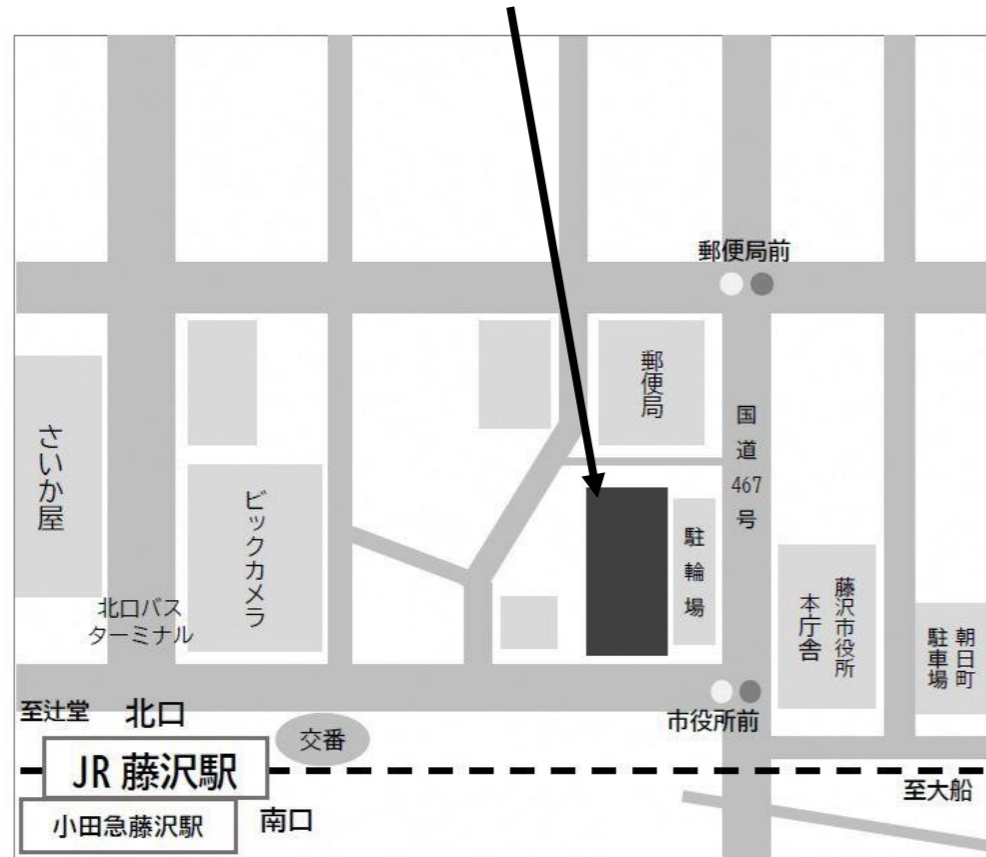 郵便局前
郵便局
国道467号
さいか屋
ビックカメラ
駐輪場
北口バス
ターミナル
藤沢市役所
本庁舎
朝日町
駐車場
至辻堂
北口
交番
市役所前
JR 藤沢駅
至大船
小田急藤沢駅
南口